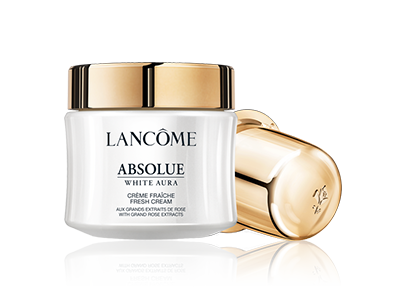 LANCÔME
ABSOLUE
WHITE AURA
CRÈME FRAÎCHE
FRESH CREAM
AUX GRANDS EXTRAITS DE ROSE
WITH GRAND ROSE EXTRACTS